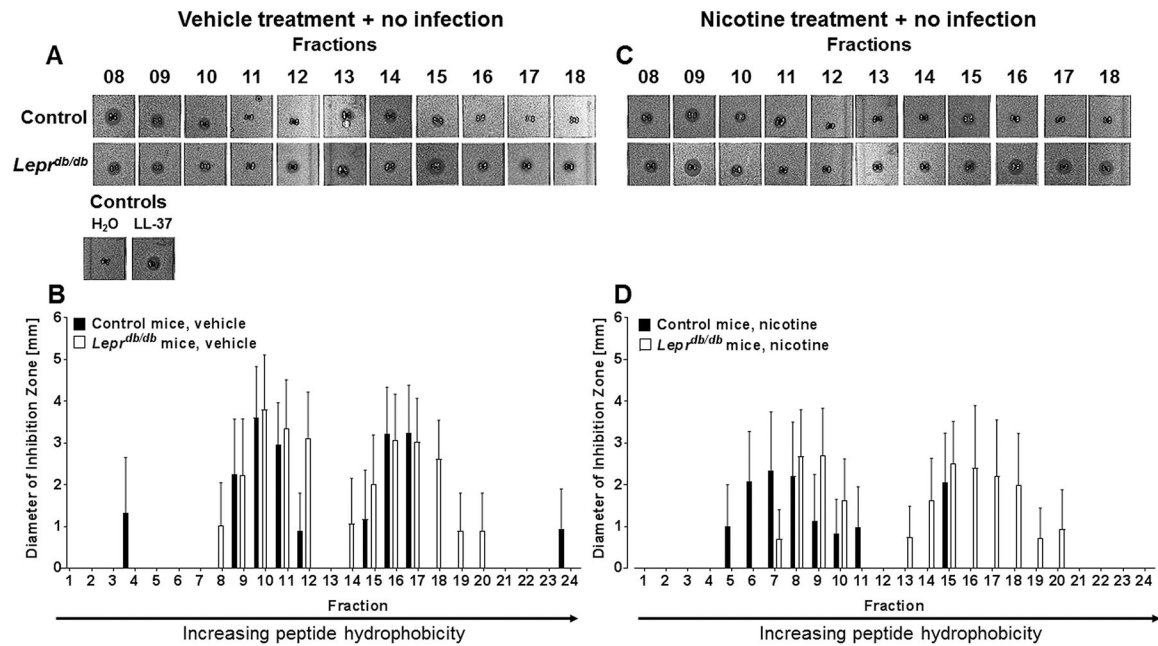 Vehicle treatment + no infection
Fractions
A
08 09 10 11 12 13 14 15 16 17 18
Control
Lepr^db/db
Controls
H₂O LL-37
Nicotine treatment + no infection
Fractions
C
08 09 10 11 12 13 14 15 16 17 18
B
Diameter of Inhibition Zone [mm]
6
5
4
3
2
1
0
Control mice, vehicle
Lepr^db/db mice, vehicle
1 2 3 4 5 6 7 8 9 10 11 12 13 14 15 16 17 18 19 20 21 22 23 24
Fraction
Increasing peptide hydrophobicity
D
Diameter of Inhibition Zone [mm]
6
5
4
3
2
1
0
Control mice, nicotine
Lepr^db/db mice, nicotine
1 2 3 4 5 6 7 8 9 10 11 12 13 14 15 16 17 18 19 20 21 22 23 24
Fraction
Increasing peptide hydrophobicity